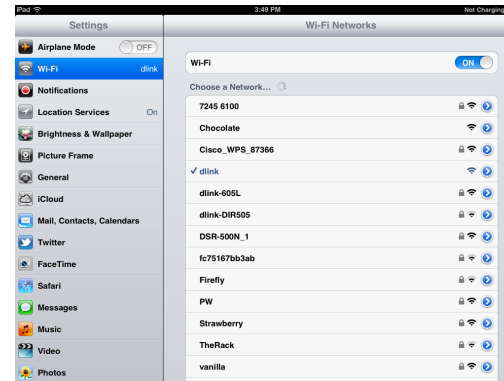 iPad
3:49 PM
Not Charging
Settings
Airplane Mode
OFF
Wi-Fi
dlink
Notifications
Location Services
On
Brightness & Wallpaper
Picture Frame
General
iCloud
Mail, Contacts, Calendars
Twitter
FaceTime
Safari
Messages
Music
Video
Photos
Wi-Fi Networks
Wi-Fi
ON
Choose a Network...
7245 6100
Chocolate
Cisco_WPS_87366
dlink
dlink-605L
dlink-DIR505
DSR-500N_1
fc75167bb3ab
Firefly
PW
Strawberry
TheRack
vanilla